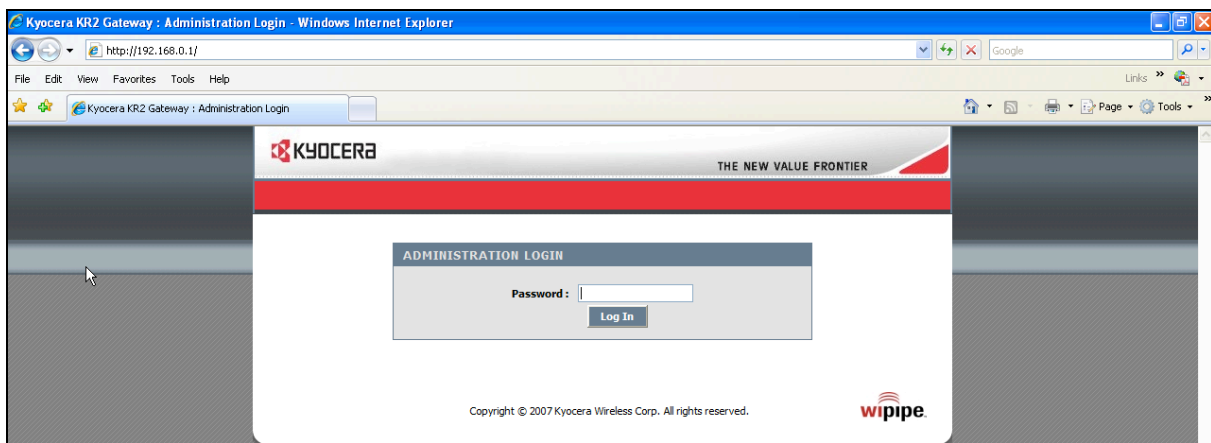 Kyocera KR2 Gateway : Administration Login - Windows Internet Explorer
http://192.168.0.1/
Google
File Edit View Favorites Tools Help
Links »
Kyocera KR2 Gateway : Administration Login
Page Tools »
KYOCERA
THE NEW VALUE FRONTIER
ADMINISTRATION LOGIN
Password :
Log In
Copyright © 2007 Kyocera Wireless Corp. All rights reserved.
wipipe.